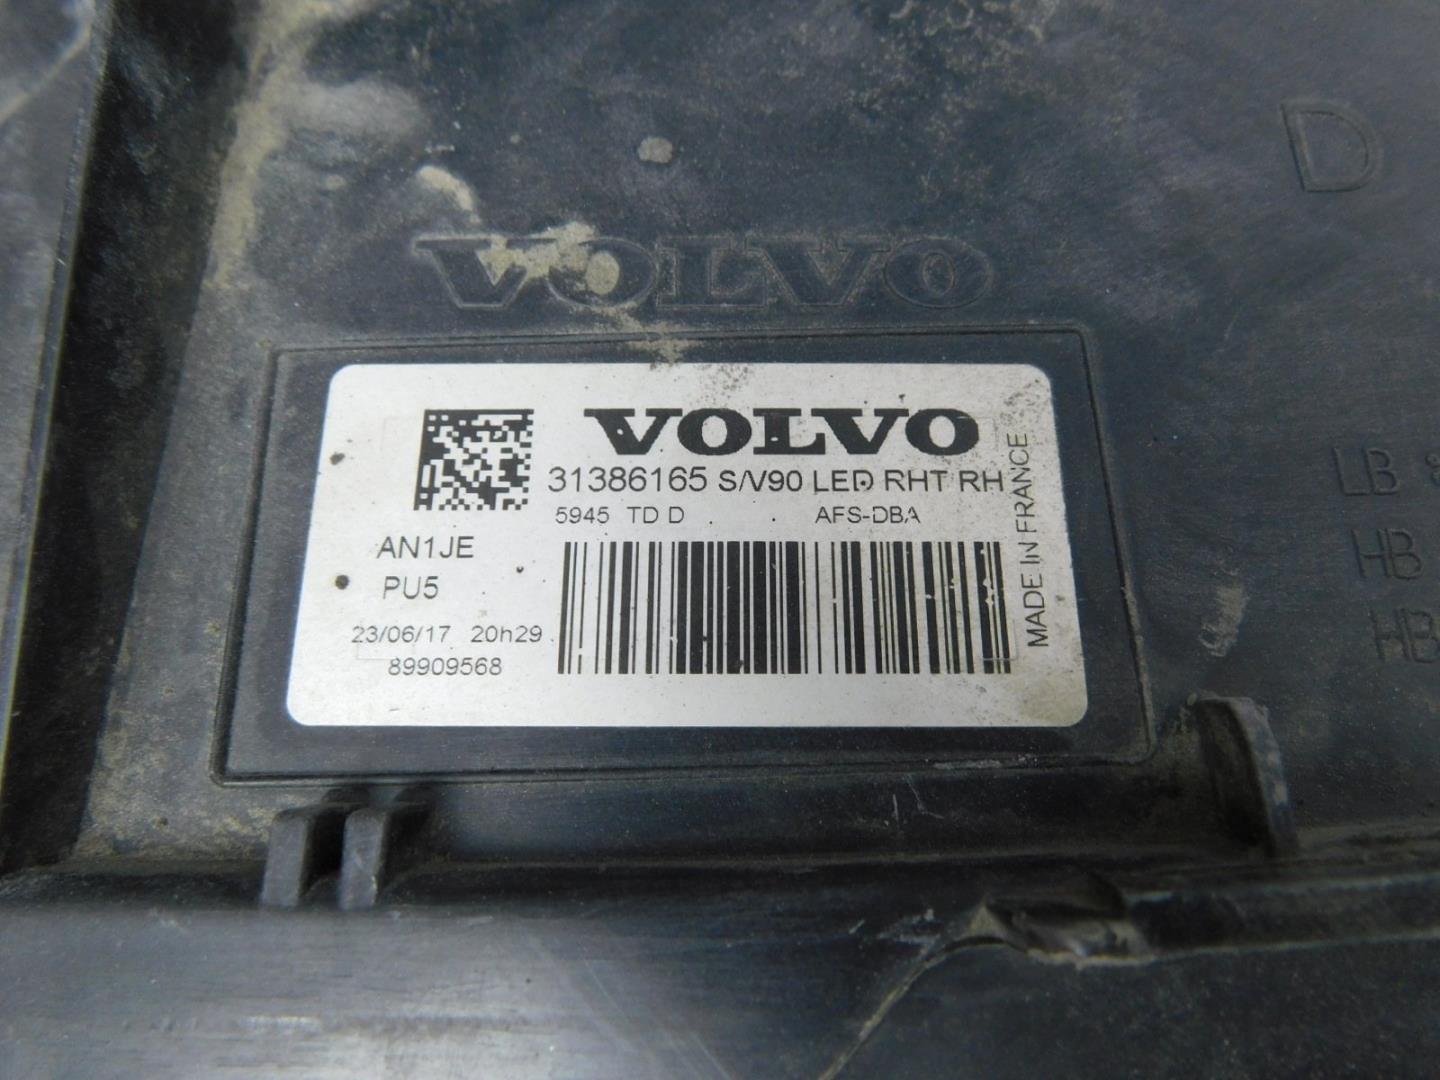 D
VOLVO
VOLVO
31386165 S/V90 LED RHT RH
5945 TD D AFS-DBA
AN1JE
PU5
23/06/17 20h29
89909568
MADE IN FRANCE
LB
HB
HB